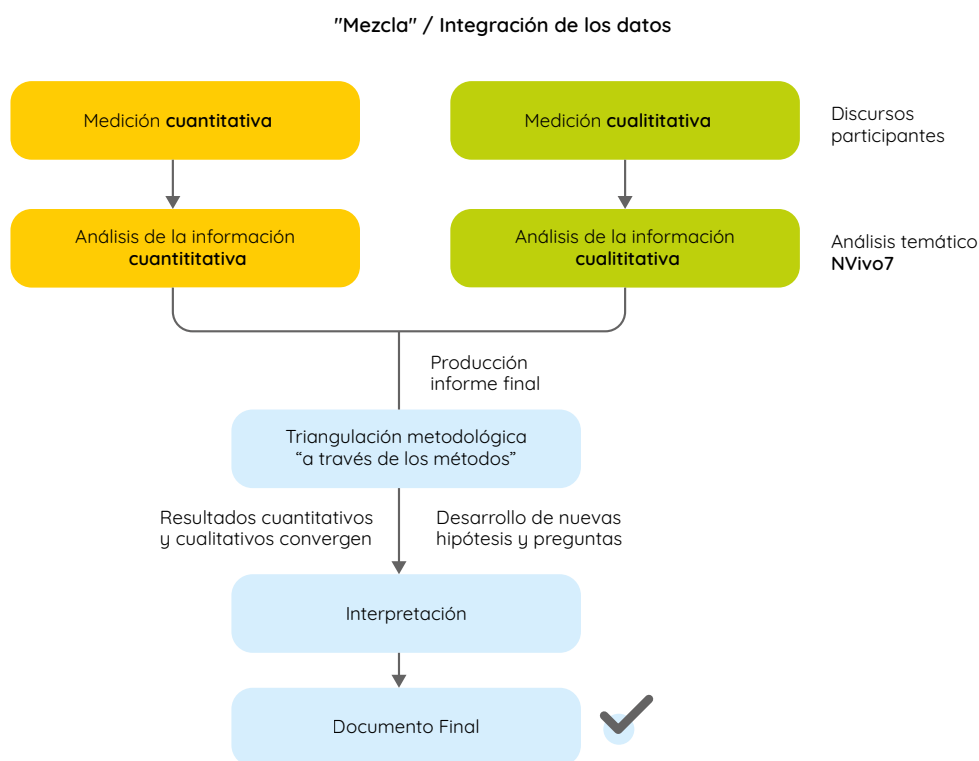 "Mezcla" / Integración de los datos
Medición cuantitativa
Medición cualititativa
Discursos
participantes
Análisis de la información
cuantititativa
Análisis de la información
cualititativa
Análisis temático
NVivo7
Producción
informe final
Triangulación metodológica
“a través de los métodos”
Resultados cuantitativos
y cualitativos convergen
Desarrollo de nuevas
hipótesis y preguntas
Interpretación
Documento Final